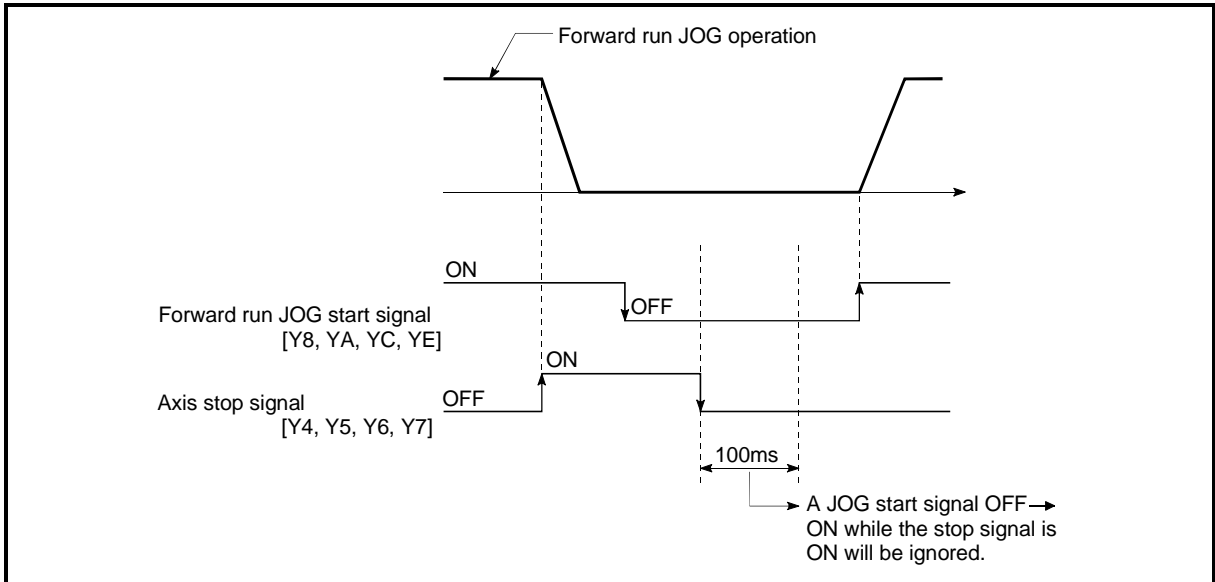 Forward run JOG operation
ON
OFF
Forward run JOG start signal
[Y8, YA, YC, YE]
ON
OFF
Axis stop signal
[Y4, Y5, Y6, Y7]
100ms
A JOG start signal OFF→
ON while the stop signal is
ON will be ignored.